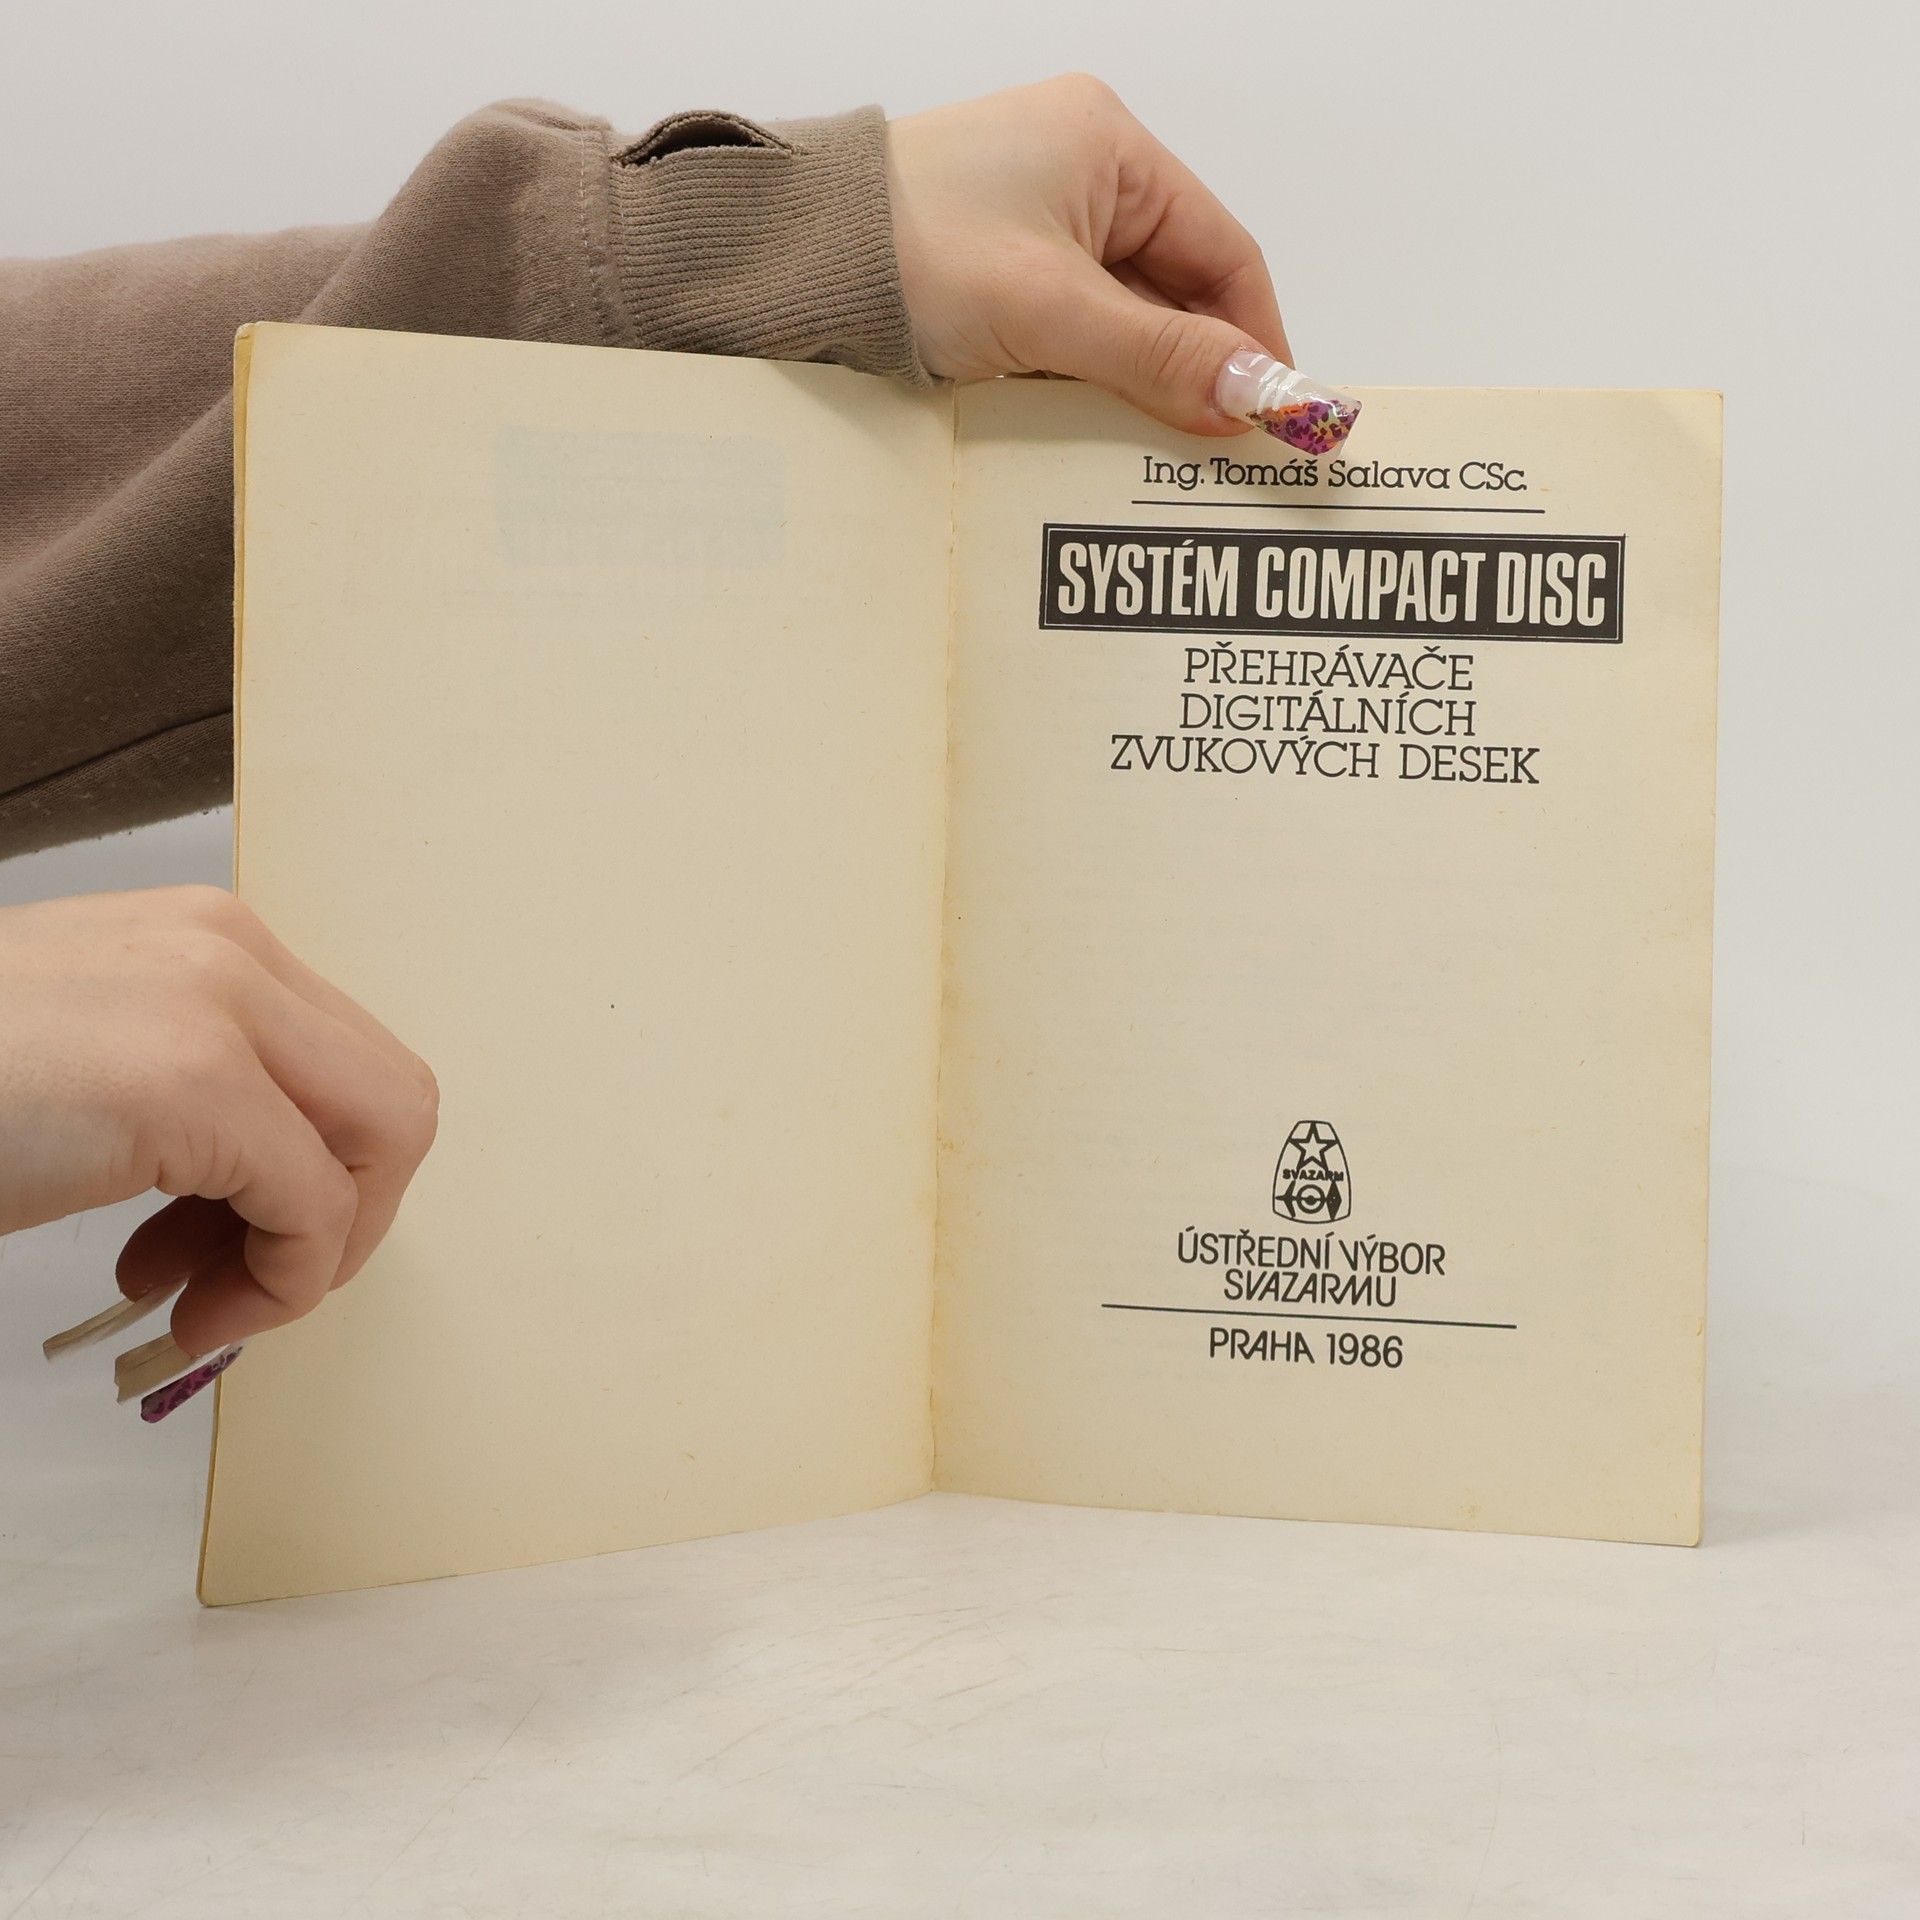 Ing. Tomáš Salava CSc.
SYSTÉM COMPACT DISC
PŘEHRÁVAČE
DIGITÁLNÍCH
ZVUKOVÝCH DESEK
SVAZARM
ÚSTŘEDNÍ VÝBOR
SVAZARMU
PRAHA 1986